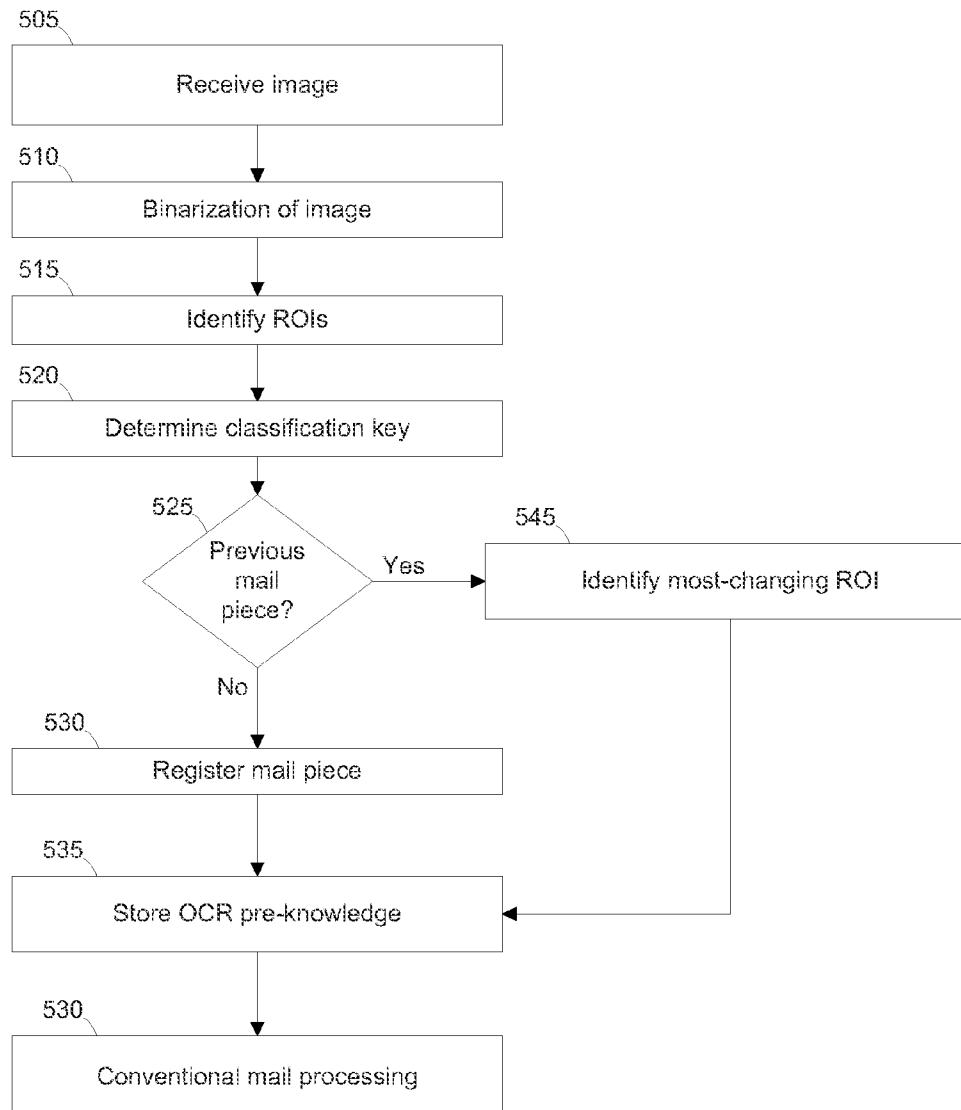 505
Receive image
510
Binarization of image
515
Identify ROIs
520
Determine classification key
525
Previous
mail
piece?
Yes
545
Identify most-changing ROI
No
530
Register mail piece
535
Store OCR pre-knowledge
530
Conventional mail processing